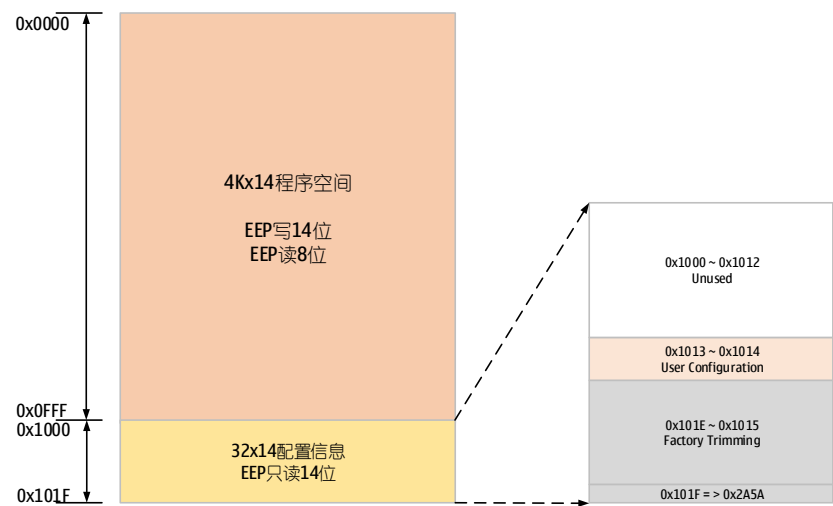 0x0000
4Kx14程序空间
EEP写14位
EEP读8位
0x0FFF
0x1000
32x14配置信息
EEP只读14位
0x101F
0x1000 ~ 0x1012
Unused
0x1013 ~ 0x1014
User Configuration
0x101E ~ 0x1015
Factory Trimming
0x101F = > 0x2A5A